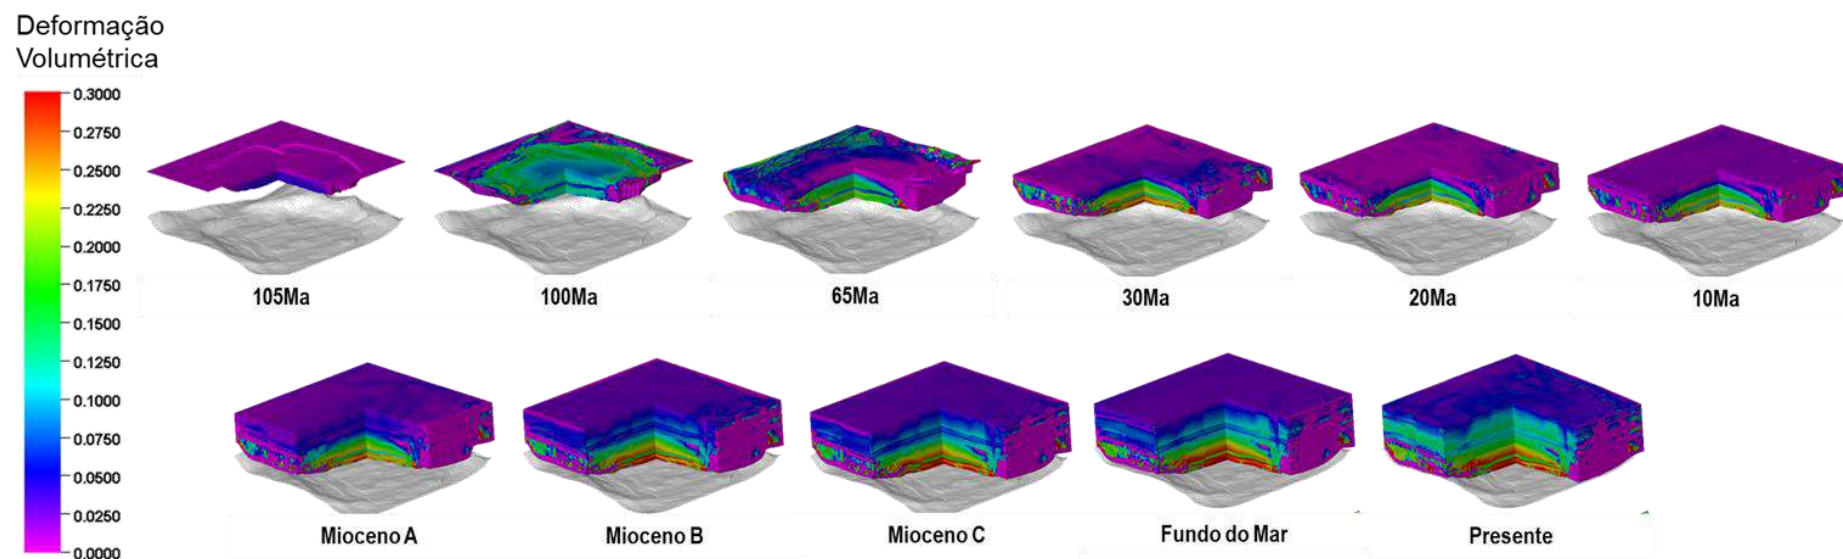 Deformação
Volumétrica
0.3000
0.2750
0.2500
0.2250
0.2000
0.1750
0.1500
0.1250
0.1000
0.0750
0.0500
0.0250
0.0000
105Ma
100Ma
65Ma
30Ma
20Ma
10Ma
Mioceno A
Mioceno B
Mioceno C
Fundo do Mar
Presente